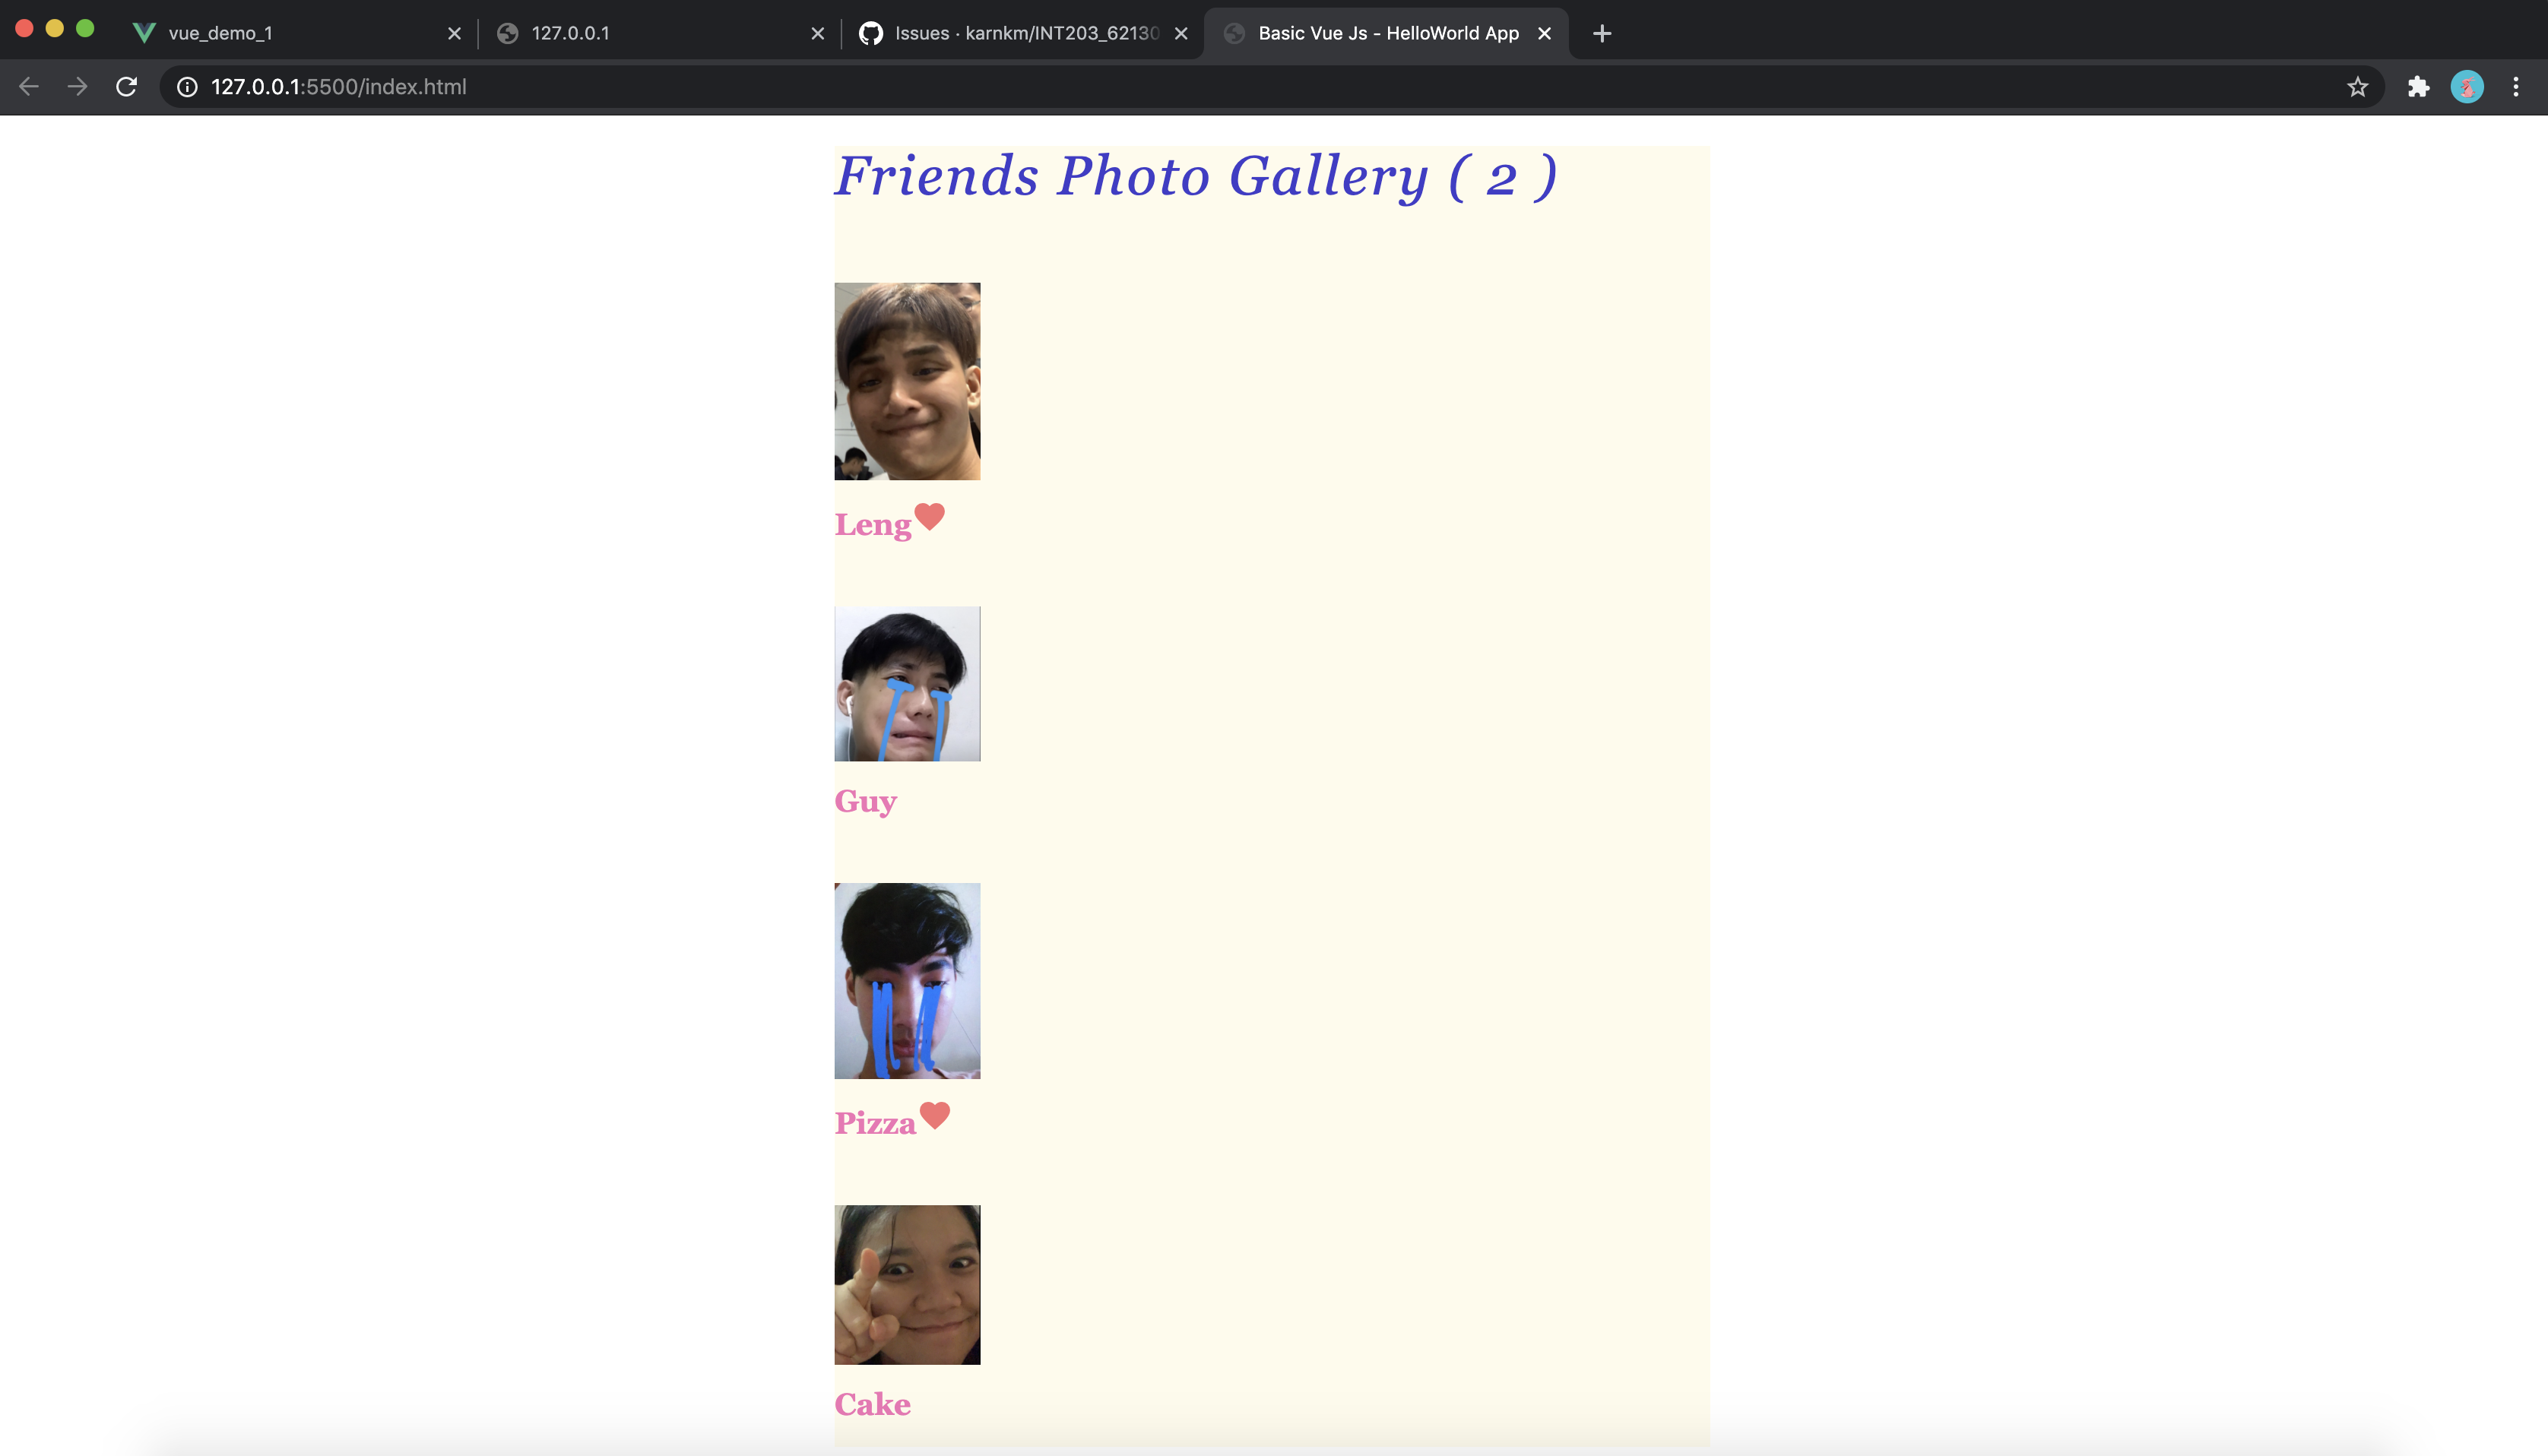 vue_demo_1
127.0.0.1
Issues · karnkm/INT203_62130
Basic Vue Js - HelloWorld App
127.0.0.1:5500/index.html
Friends Photo Gallery ( 2 )
Leng
Guy
Pizza
Cake